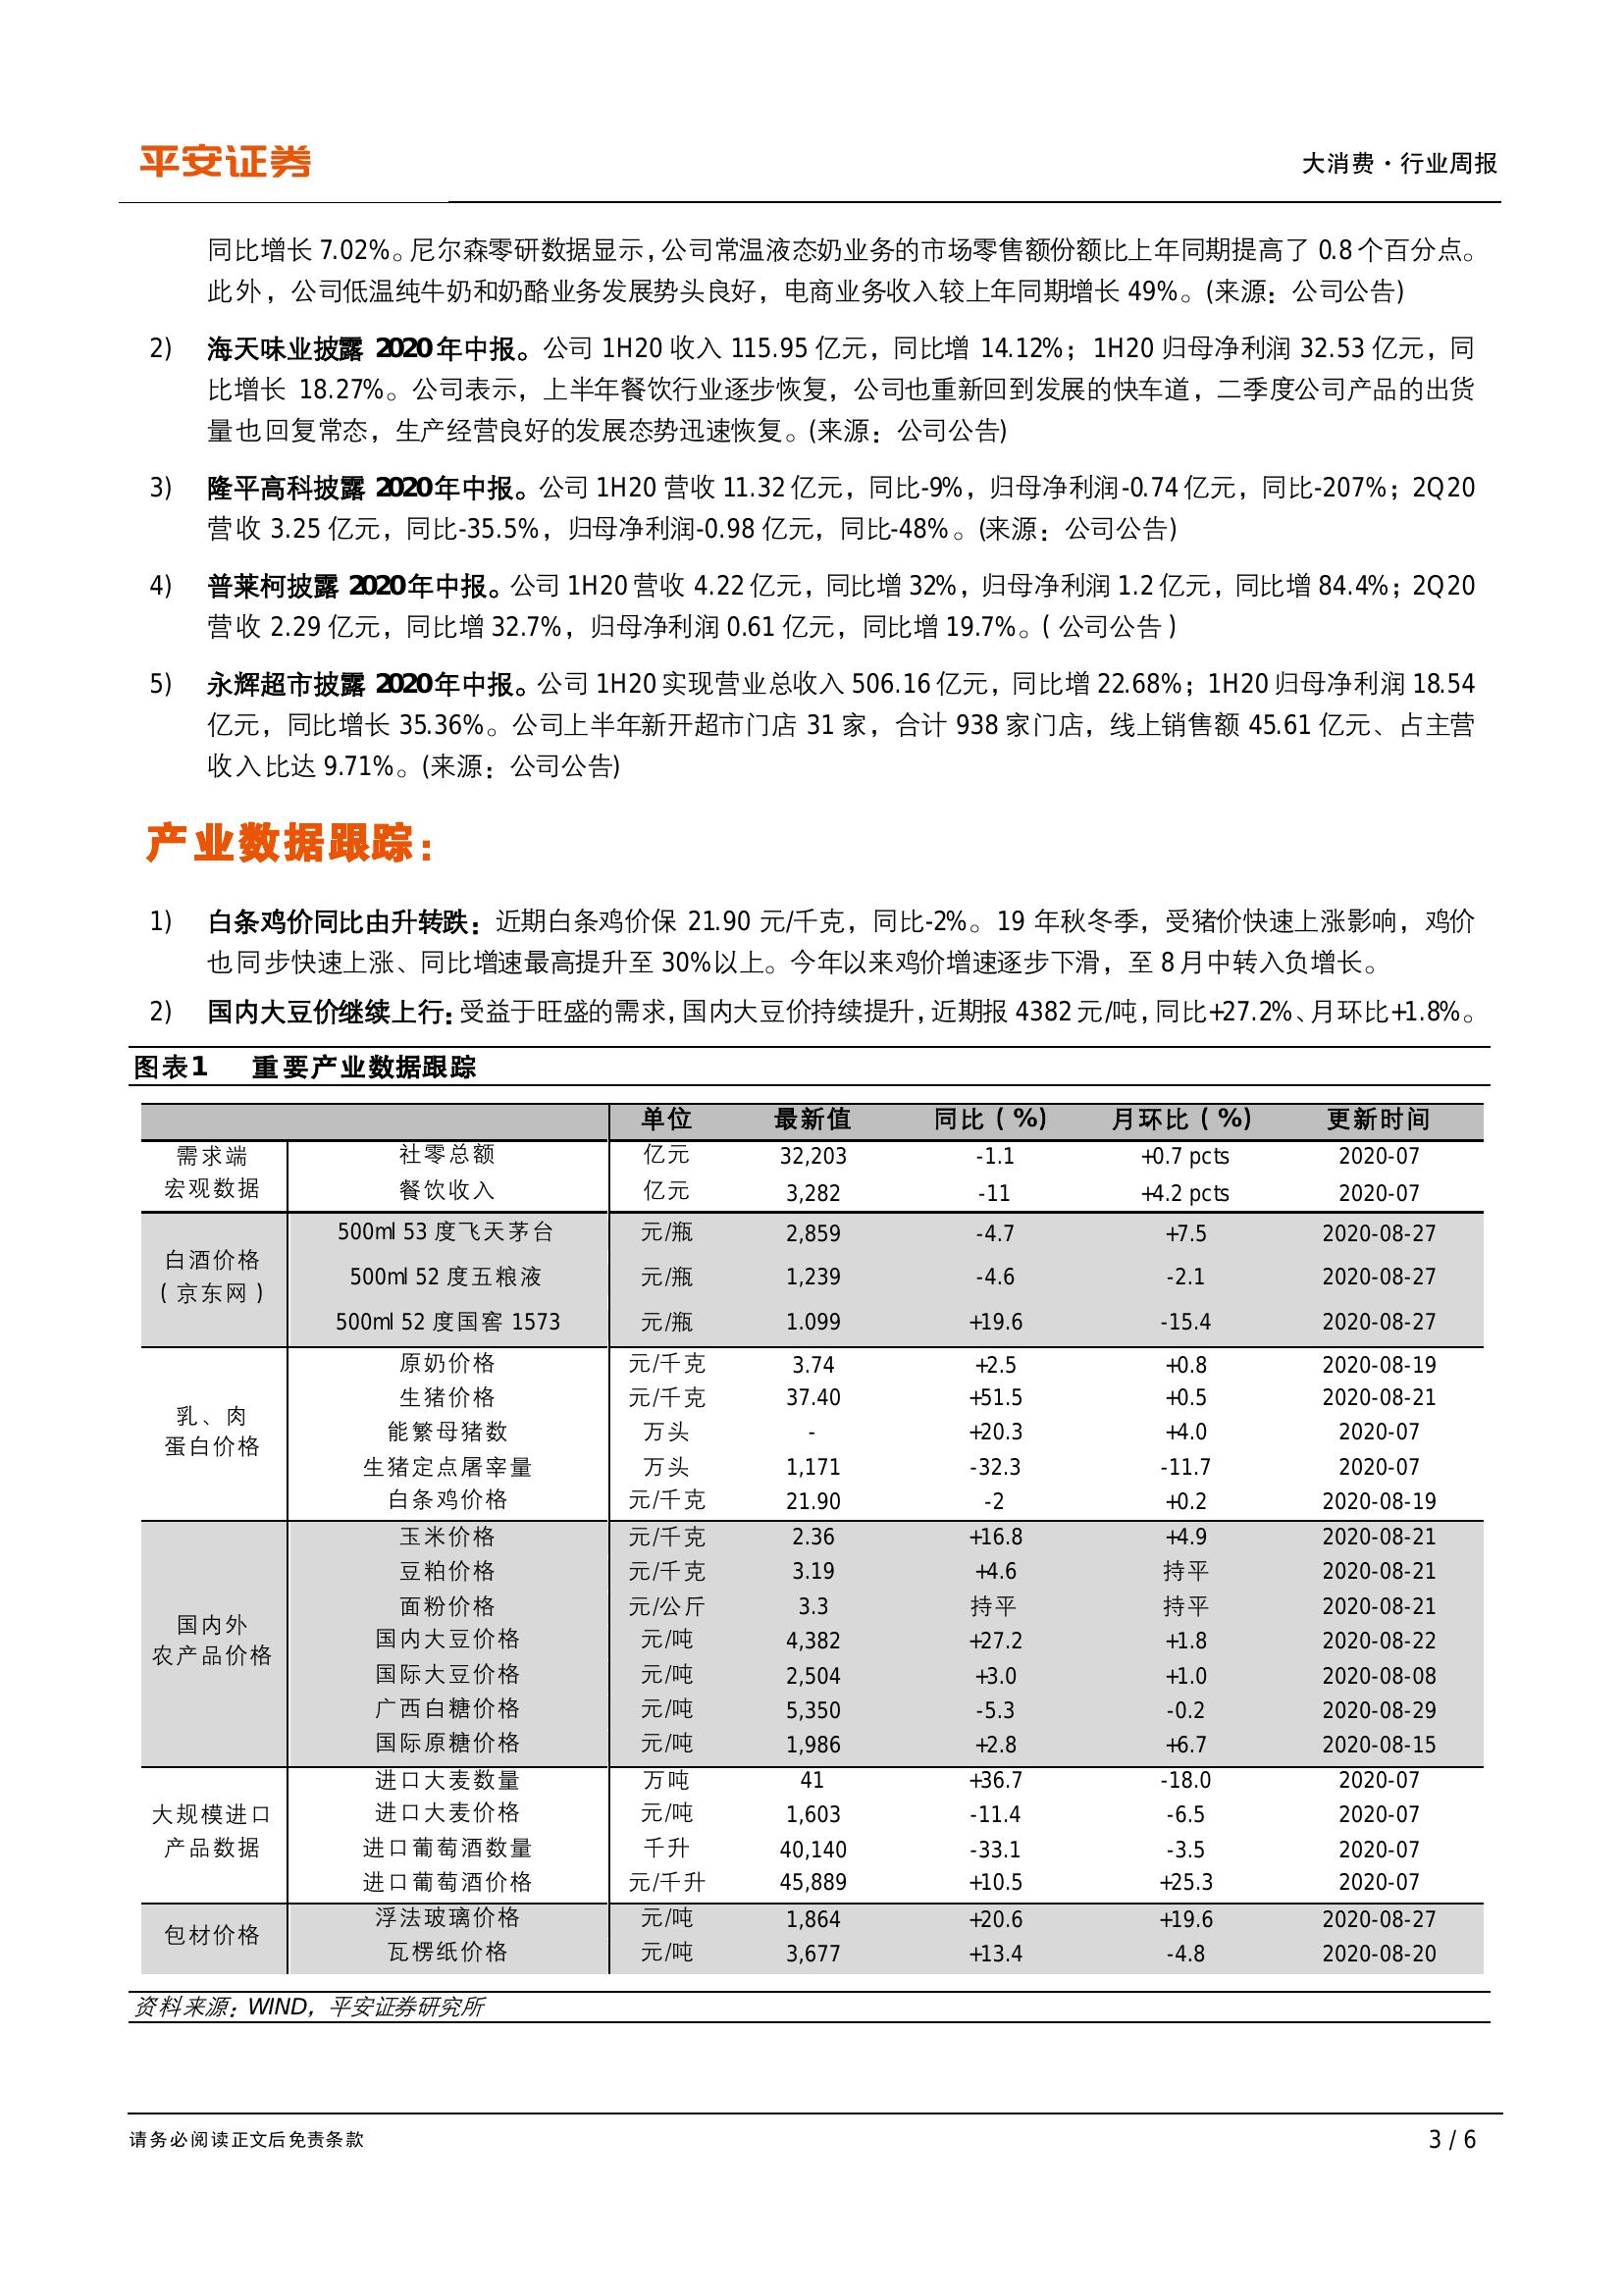 平安证券
大消费·行业周报
同比增长 7.02%。尼尔森零研数据显示，公司常温液态奶业务的市场零售额份额比上年同期提高了 0.8 个百分点。
此外，公司低温纯牛奶和奶酪业务发展势头良好，电商业务收入较上年同期增长 49%。(来源：公司公告)
2) 海天味业披露 2020 年中报。公司 1H20 收入 115.95 亿元，同比增 14.12%；1H20 归母净利润 32.53 亿元，同
比增长 18.27%。公司表示，上半年餐饮行业逐步恢复，公司也重新回到发展的快车道，二季度公司产品的出货
量也回复常态，生产经营良好的发展态势迅速恢复。(来源：公司公告)
3) 隆平高科披露 2020 年中报。公司 1H20 营收 11.32 亿元，同比-9%，归母净利润-0.74 亿元，同比-207%；2Q20
营收 3.25 亿元，同比-35.5%，归母净利润-0.98 亿元，同比-48%。(来源：公司公告)
4) 普莱柯披露 2020 年中报。公司 1H20 营收 4.22 亿元，同比增 32%，归母净利润 1.2 亿元，同比增 84.4%；2Q20
营收 2.29 亿元，同比增 32.7%，归母净利润 0.61 亿元，同比增 19.7%。( 公司公告 )
5) 永辉超市披露 2020 年中报。公司 1H20 实现营业总收入 506.16 亿元，同比增 22.68%；1H20 归母净利润 18.54
亿元，同比增长 35.36%。公司上半年新开超市门店 31 家，合计 938 家门店，线上销售额 45.61 亿元、占主营
收入比达 9.71%。(来源：公司公告)
产业数据跟踪：
1) 白条鸡价同比由升转跌：近期白条鸡价保 21.90 元/千克，同比-2%。19 年秋冬季，受猪价快速上涨影响，鸡价
也同步快速上涨、同比增速最高提升至 30%以上。今年以来鸡价增速逐步下滑，至 8 月中转入负增长。
2) 国内大豆价继续上行：受益于旺盛的需求，国内大豆价持续提升，近期报 4382 元/吨，同比+27.2%、月环比+1.8%。
图表1 重要产业数据跟踪
单位 最新值 同比（%) 月环比（%) 更新时间
需求端
宏观数据
社零总额 亿元 32,203 -1.1 +0.7 pcts 2020-07
餐饮收入 亿元 3,282 -11 +4.2 pcts 2020-07
白酒价格
( 京东网 )
500ml 53 度飞天茅台 元/瓶 2,859 -4.7 +7.5 2020-08-27
500ml 52 度五粮液 元/瓶 1,239 -4.6 -2.1 2020-08-27
500ml 52 度国窖 1573 元/瓶 1.099 +19.6 -15.4 2020-08-27
乳、肉
蛋白价格
原奶价格 元/千克 3.74 +2.5 +0.8 2020-08-19
生猪价格 元/千克 37.40 +51.5 +0.5 2020-08-21
能繁母猪数 万头 - +20.3 +4.0 2020-07
生猪定点屠宰量 万头 1,171 -32.3 -11.7 2020-07
白条鸡价格 元/千克 21.90 -2 +0.2 2020-08-19
国内外
农产品价格
玉米价格 元/千克 2.36 +16.8 +4.9 2020-08-21
豆粕价格 元/千克 3.19 +4.6 持平 2020-08-21
面粉价格 元/公斤 3.3 持平 持平 2020-08-21
国内大豆价格 元/吨 4,382 +27.2 +1.8 2020-08-22
国际大豆价格 元/吨 2,504 +3.0 +1.0 2020-08-08
广西白糖价格 元/吨 5,350 -5.3 -0.2 2020-08-29
国际原糖价格 元/吨 1,986 +2.8 +6.7 2020-08-15
大规模进口
产品数据
进口大麦数量 万吨 41 +36.7 -18.0 2020-07
进口大麦价格 元/吨 1,603 -11.4 -6.5 2020-07
进口葡萄酒数量 千升 40,140 -33.1 -3.5 2020-07
进口葡萄酒价格 元/千升 45,889 +10.5 +25.3 2020-07
包材价格
浮法玻璃价格 元/吨 1,864 +20.6 +19.6 2020-08-27
瓦楞纸价格 元/吨 3,677 +13.4 -4.8 2020-08-20
资料来源：WIND，平安证券研究所
请务必阅读正文后免责条款
3 / 6